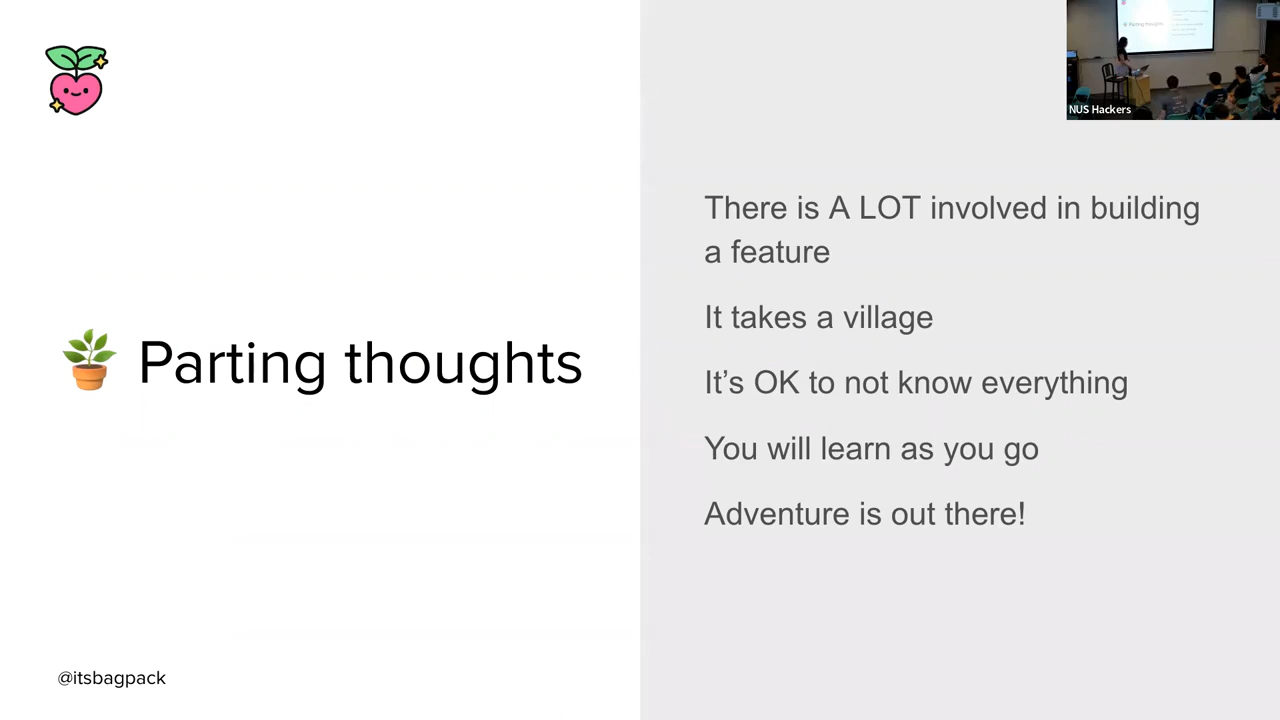 NUS Hackers
There is A LOT involved in building
a feature
It takes a village
🪴 Parting thoughts
It’s OK to not know everything
You will learn as you go
Adventure is out there!
@itsbagpack